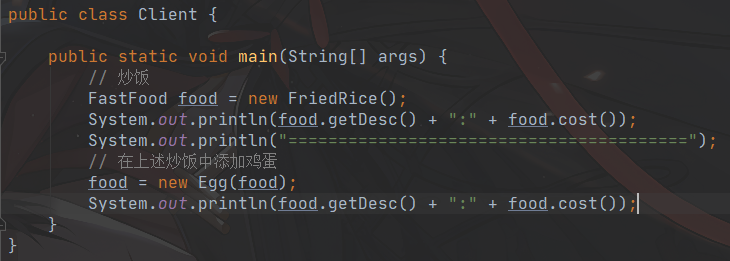 public class Client {
public static void main(String[] args) {
// 炒饭
FastFood food = new FriedRice();
System.out.println(food.getDesc() + ":" + food.cost());
System.out.println("========================================");
// 在上述炒饭中添加鸡蛋
food = new Egg(food);
System.out.println(food.getDesc() + ":" + food.cost());
}
}